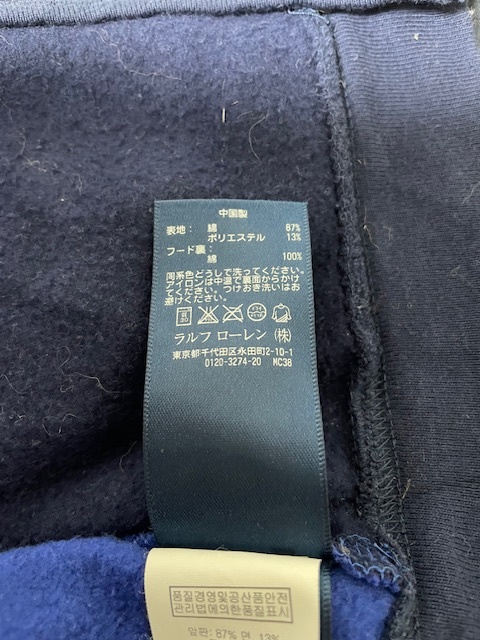 中国製
表地: 綿 87%
ポリエステル 13%
フード裏:
綿 100%
同系色どうしで洗ってください。
アイロンは中温で裏面からかけ
てください。つけおき洗いはお
避けください。
ラルフ ローレン (株)
東京都千代田区永田町2-10-1
0120-3274-20 MC38
품질경영및공산품안전
관리법에의한품질표시
87% 면 13%